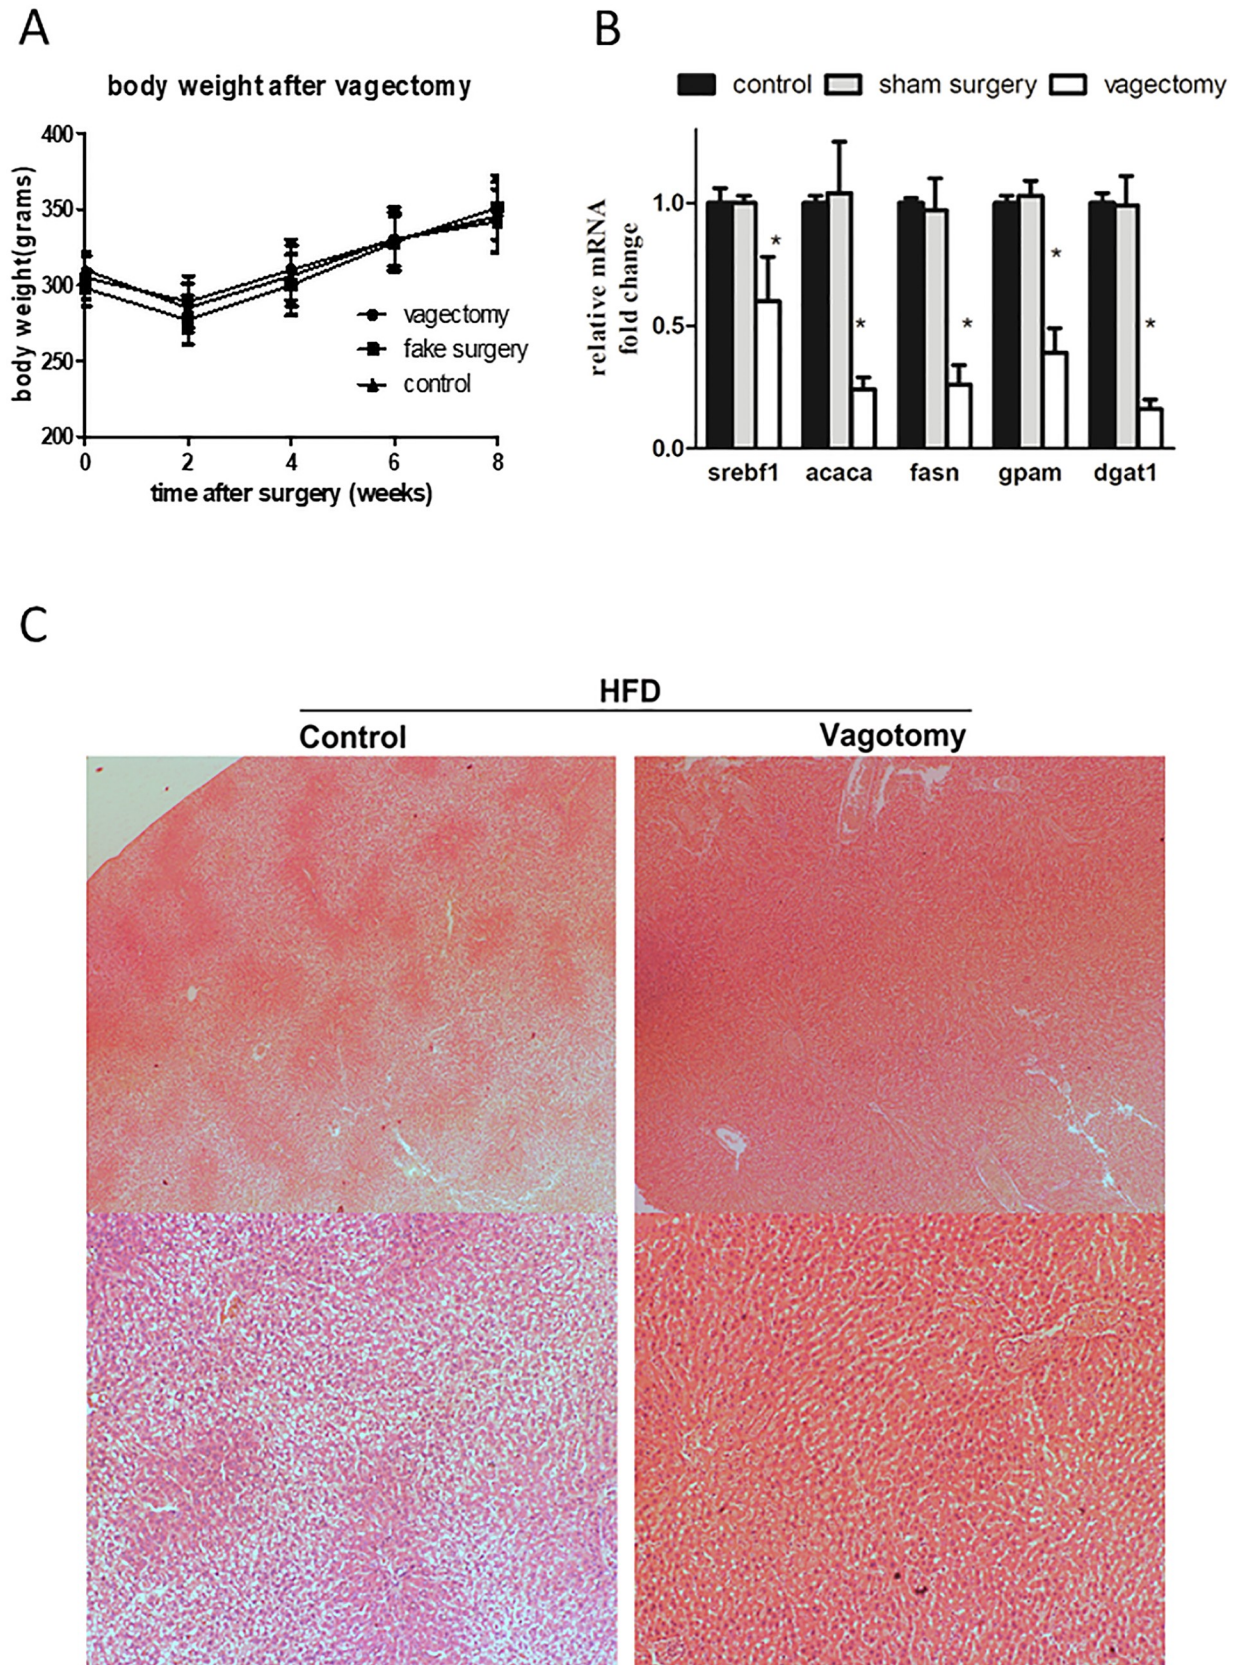 A
body weight after vagectomy
body weight(grams)
400
350
300
250
200
vagectomy
fake surgery
control
0 2 4 6 8
time after surgery (weeks)
B
control sham surgery vagectomy
relative mRNA
fold change
1.0
0.5
0.0
* * * * *
srebf1 acaca fasn gpam dgat1
C
HFD
Control Vagotomy